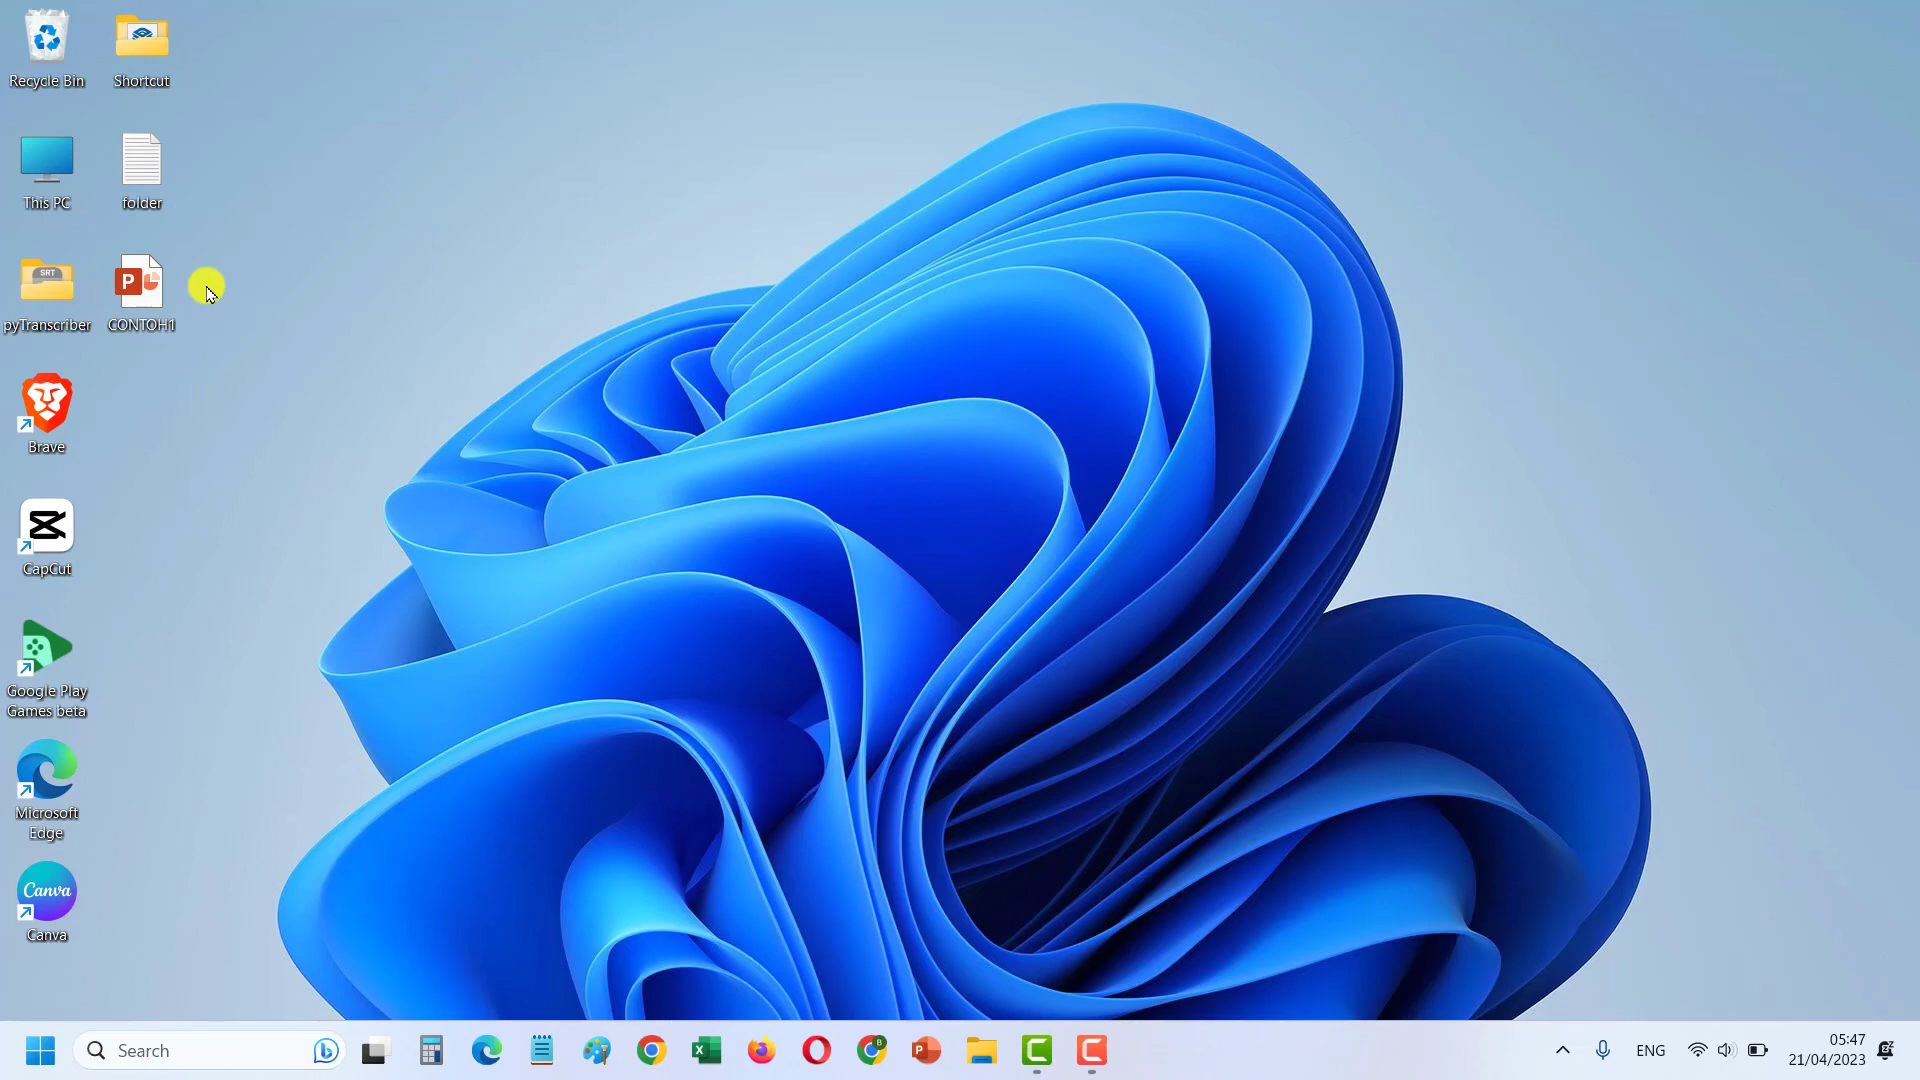 Recycle Bin
Shortcut
This PC
folder
SRT
pyTranscriber
P
CONTOH1
Brave
CapCut
Google Play
Games beta
Microsoft
Edge
Canva
Canva
Search
X
B
P
ENG
05:47
21/04/2023